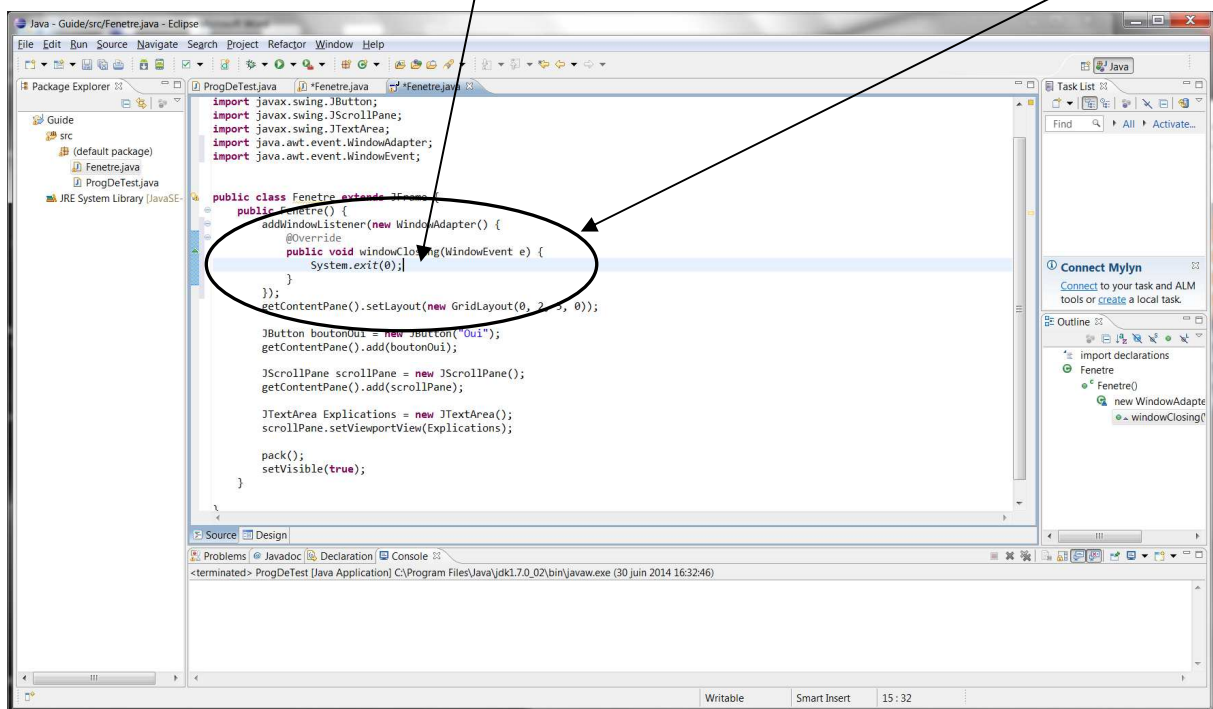 Java - Guide/src/Fenetre.java - Eclipse
File Edit Run Source Navigate Search Project Refactor Window Help
Java
Package Explorer
Guide
src
(default package)
Fenetre.java
ProgDeTest.java
JRE System Library [JavaSE-
ProgDeTest.java *Fenetre.java *Fenetre.java
import javax.swing.JButton;
import javax.swing.JScrollPane;
import javax.swing.JTextArea;
import java.awt.event.WindowAdapter;
import java.awt.event.WindowEvent;
public class Fenetre extends JFrame {
public Fenetre() {
addWindowListener(new WindowAdapter() {
@Override
public void windowClosing(WindowEvent e) {
System.exit(0);
}
});
getContentPane().setLayout(new GridLayout(0, 2, 5, 0));
JButton boutonOui = new JButton("Oui");
getContentPane().add(boutonOui);
JScrollPane scrollPane = new JScrollPane();
getContentPane().add(scrollPane);
JTextArea Explications = new JTextArea();
scrollPane.setViewportView(Explications);
pack();
setVisible(true);
}
}
Source Design
Task List
Find All Activate...
Connect Mylyn
Connect to your task and ALM
tools or create a local task.
Outline
import declarations
Fenetre
Fenetre()
new WindowAdapte
windowClosing(
Problems @ Javadoc Declaration Console
<terminated> ProgDeTest [Java Application] C:\Program Files\Java\jdk1.7.0_02\bin\javaw.exe (30 juin 2014 16:32:46)
Writable Smart Insert 15 : 32